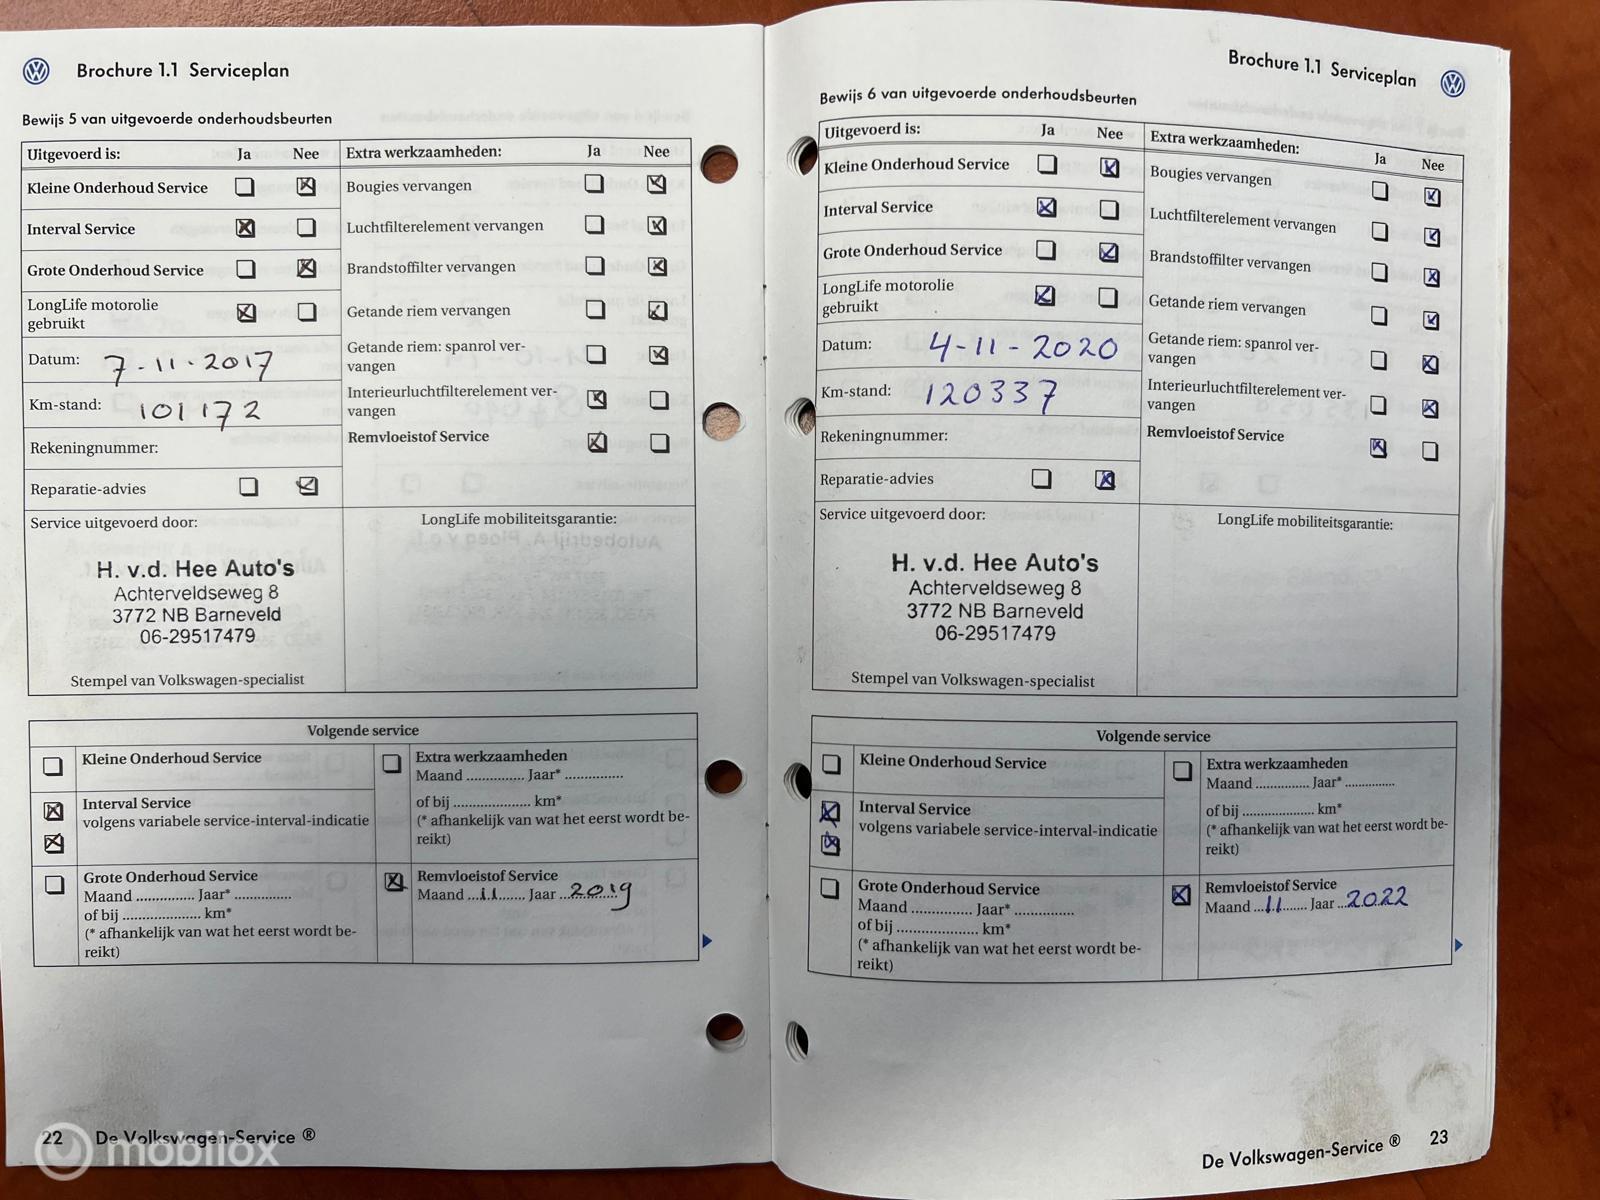 Brochure 1.1 Serviceplan
Bewijs 5 van uitgevoerde onderhoudsbeurten
Uitgevoerd is: Ja Nee
Kleine Onderhoud Service
Interval Service
Grote Onderhoud Service
LongLife motorolie
gebruikt
Datum: 7-11-2017
Km-stand: 101172
Rekeningnummer:
Reparatie-advies
Extra werkzaamheden: Ja Nee
Bougies vervangen
Luchtfilterelement vervangen
Brandstoffilter vervangen
Getande riem vervangen
Getande riem: spanrol ver-
vangen
Interieurluchtfilterelement ver-
vangen
Remvloeistof Service
Service uitgevoerd door:
H. v.d. Hee Auto's
Achterveldseweg 8
3772 NB Barneveld
06-29517479
Stempel van Volkswagen-specialist
LongLife mobiliteitsgarantie:
Volgende service
Kleine Onderhoud Service
Interval Service
volgens variabele service-interval-indicatie
Grote Onderhoud Service
Maand .............. Jaar* ..............
of bij .................... km*
(* afhankelijk van wat het eerst wordt be-
reikt)
Extra werkzaamheden
Maand .............. Jaar* ..............
of bij .................... km*
(* afhankelijk van wat het eerst wordt be-
reikt)
Remvloeistof Service
Maand ...11....... Jaar ...2019
22 De Volkswagen-Service ®
mobilox
Brochure 1.1 Serviceplan
Bewijs 6 van uitgevoerde onderhoudsbeurten
Uitgevoerd is: Ja Nee
Kleine Onderhoud Service
Interval Service
Grote Onderhoud Service
LongLife motorolie
gebruikt
Datum: 4-11-2020
Km-stand: 120337
Rekeningnummer:
Reparatie-advies
Extra werkzaamheden: Ja Nee
Bougies vervangen
Luchtfilterelement vervangen
Brandstoffilter vervangen
Getande riem vervangen
Getande riem: spanrol ver-
vangen
Interieurluchtfilterelement ver-
vangen
Remvloeistof Service
Service uitgevoerd door:
H. v.d. Hee Auto's
Achterveldseweg 8
3772 NB Barneveld
06-29517479
Stempel van Volkswagen-specialist
LongLife mobiliteitsgarantie:
Volgende service
Kleine Onderhoud Service
Interval Service
volgens variabele service-interval-indicatie
Grote Onderhoud Service
Maand .............. Jaar* ..............
of bij .................... km*
(* afhankelijk van wat het eerst wordt be-
reikt)
Extra werkzaamheden
Maand .............. Jaar* ..............
of bij .................... km*
(* afhankelijk van wat het eerst wordt be-
reikt)
Remvloeistof Service
Maand ...11....... Jaar ...2022
De Volkswagen-Service ® 23